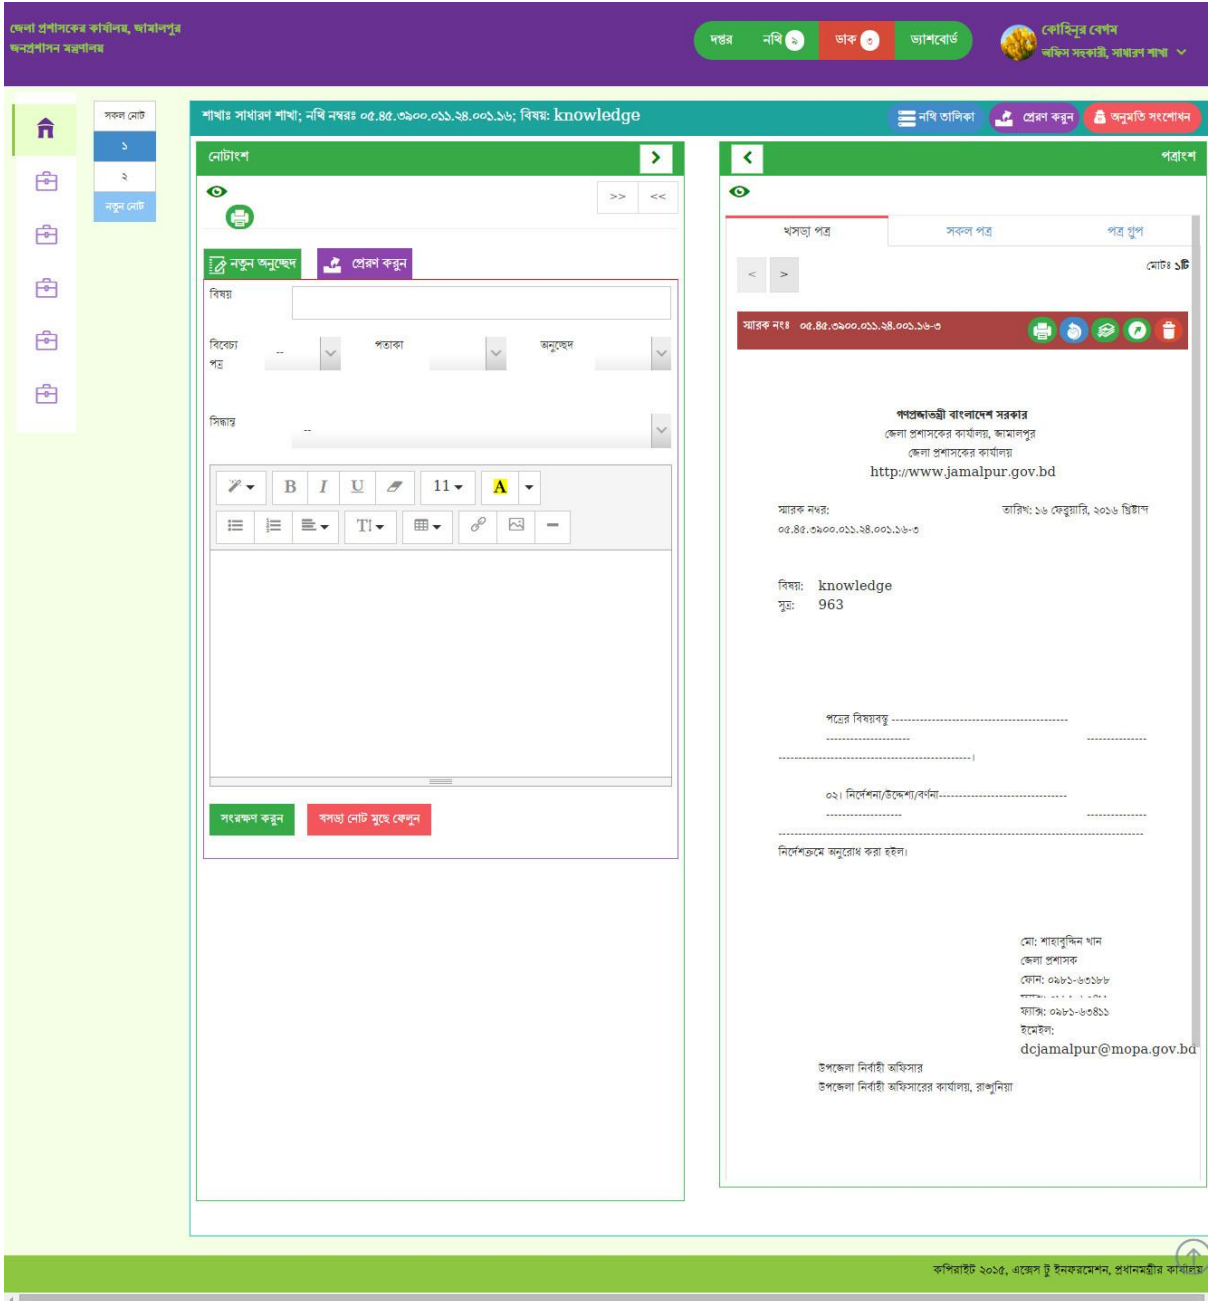 জেলা প্রশাসকের কার্যালয়, জামালপুর
জনপ্রশাসন মন্ত্রণালয়
দপ্তর নথি ৯ ডাক ৩ ড্যাশবোর্ড
কোহিনূর বেগম
অফিস সহকারী, সাধারণ শাখা
সকল নোট
১
২
নতুন নোট
শাখাঃ সাধারণ শাখা; নথি নম্বরঃ ০৫.৪৫.৩৯০০.০১১.২৪.০০১.১৬; বিষয়: knowledge
নথি তালিকা প্রেরণ করুন অনুমতি সংশোধন
নোটাংশ
>> <<
নতুন অনুচ্ছেদ প্রেরণ করুন
বিষয়
বিবেচ্য পত্র -- পতাকা অনুচ্ছেদ
সিদ্ধান্ত --
B I U 11 A
T
সংরক্ষণ করুন খসড়া নোট মুছে ফেলুন
পত্রাংশ
খসড়া পত্র সকল পত্র পত্র গ্রুপ
< > মোটঃ ১টি
স্মারক নংঃ ০৫.৪৫.৩৯০০.০১১.২৪.০০১.১৬-৩
গণপ্রজাতন্ত্রী বাংলাদেশ সরকার
জেলা প্রশাসকের কার্যালয়, জামালপুর
জেলা প্রশাসকের কার্যালয়
http://www.jamalpur.gov.bd
স্মারক নম্বর: তারিখ: ১৬ ফেব্রুয়ারি, ২০১৬ খ্রিষ্টাব্দ
০৫.৪৫.৩৯০০.০১১.২৪.০০১.১৬-৩
বিষয়: knowledge
সূত্র: 963
পত্রের বিষয়বস্তু --------------------------------------------
--------------------- ---------------
------------------------------------------------।
০২। নির্দেশনা/উদ্দেশ্য/বর্ণনা--------------------------------
------------------- ---------------
-------------------------------------------------------------------------------------------
নির্দেশক্রমে অনুরোধ করা হইল।
মো: শাহাবুদ্দিন খান
জেলা প্রশাসক
ফোন: ০৯৮১-৬৩১৮৮
ফ্যাক্স: ০৯৮১-৬৩৪১১
ইমেইল:
dcjamalpur@mopa.gov.bd
উপজেলা নির্বাহী অফিসার
উপজেলা নির্বাহী অফিসারের কার্যালয়, রাঙ্গুনিয়া
কপিরাইট ২০১৫, এক্সেস টু ইনফরমেশন, প্রধানমন্ত্রীর কার্যালয়